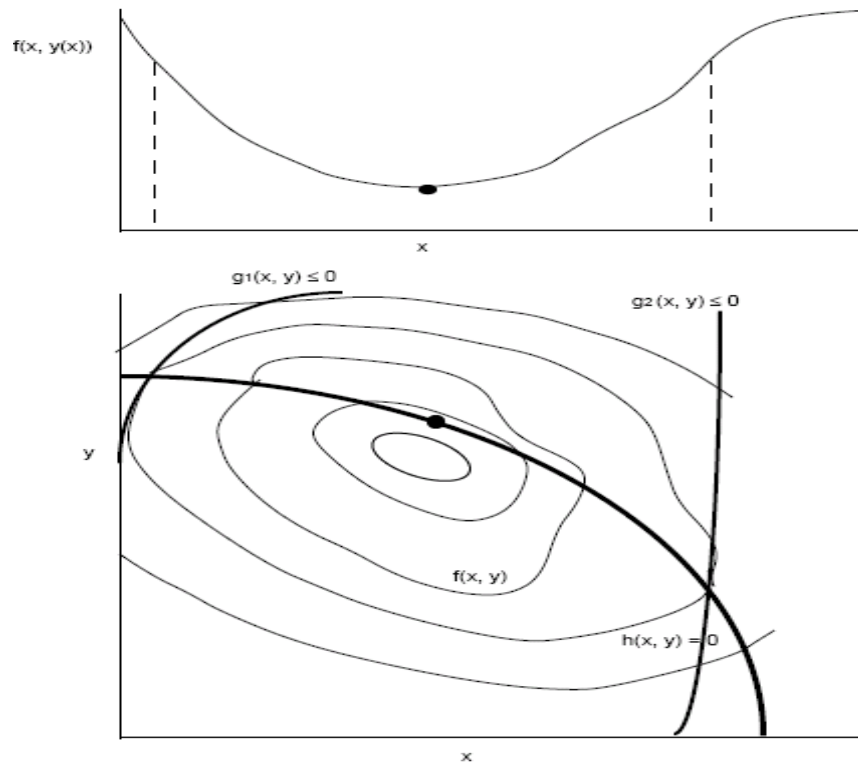 f(x, y(x))
x
g1(x, y) ≤ 0
g2(x, y) ≤ 0
y
f(x, y)
h(x, y) = 0
x